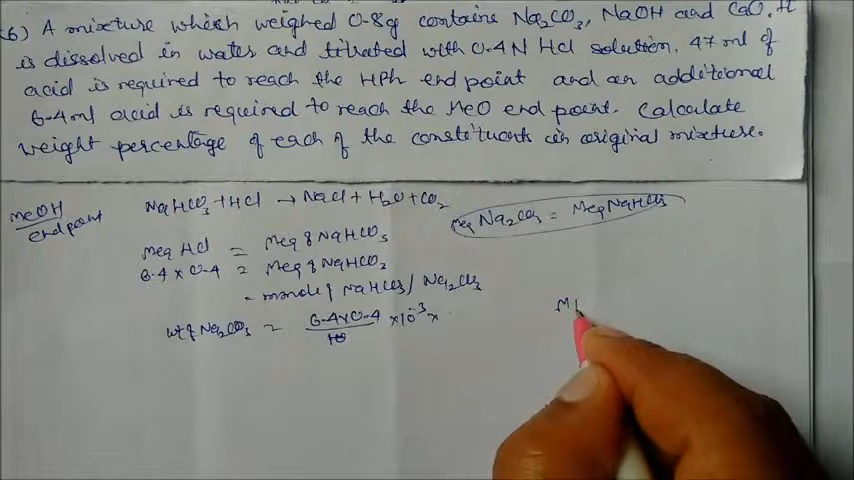 6) A mixture which weighed 0.8g contains Na2CO3, NaOH and CaO. It
is dissolved in water and titrated with 0.4 N HCl solution. 47 ml of
acid is required to reach the HPh end point and an additional
6.4 ml acid is required to reach the MeO end point. Calculate
weight percentage of each of the constituents in original mixture.
MeOH
end point
NaHCO3 + HCl → NaCl + H2O + CO2
Meq Na2CO3 = Meq NaHCO3
Meq HCl = Meq of NaHCO3
6.4 x 0.4 = Meq of NaHCO3
= mmole of NaHCO3 / Na2CO3
wt of Na2CO3 = 6.4x0.4 x10-3 x
M